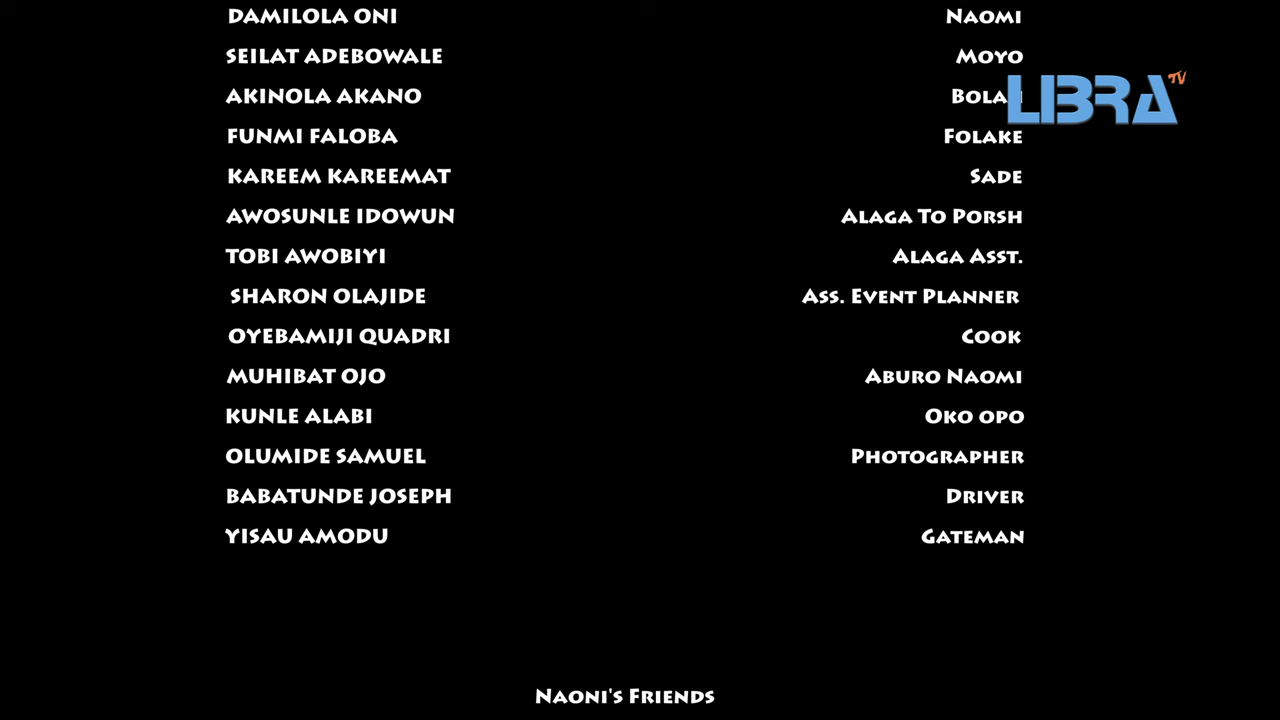 DAMILOLA ONI Naomi
SEILAT ADEBOWALE Moyo
AKINOLA AKANO
FUNMI FALOBA Folake
KAREEM KAREEMAT Sade
AWOSUNLE IDOWUN Alaga To Porsh
TOBI AWOBIYI Alaga Asst.
SHARON OLAJIDE Ass. Event Planner
OYEBAMIJI QUADRI Cook
MUHIBAT OJO Aburo Naomi
KUNLE ALABI Oko opo
OLUMIDE SAMUEL Photographer
BABATUNDE JOSEPH Driver
YISAU AMODU Gateman
Naoni's Friends
LIBRA TV